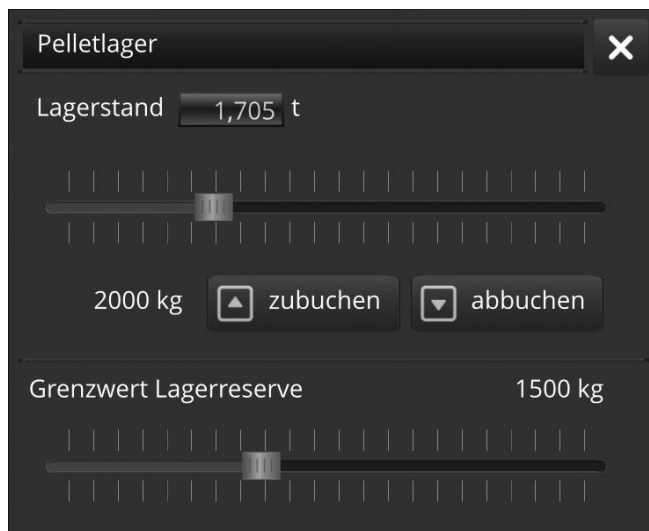 Pelletlager
Lagerstand 1,705 t
2000 kg zubuchen abbuchen
Grenzwert Lagerreserve 1500 kg